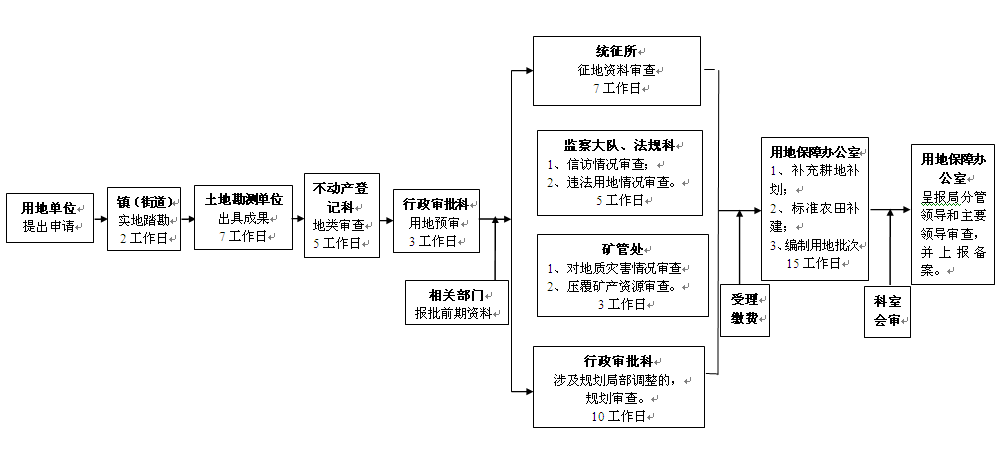 用地单位
提出申请
镇（街道）
实地踏勘
2 工作日
土地勘测单位
出具成果
7 工作日
不动产登
记科
地类审查
5 工作日
行政审批科
用地预审
3 工作日
相关部门
报批前期资料
统征所
征地资料审查
7 工作日
监察大队、法规科
1、信访情况审查；
2、违法用地情况审查。
5 工作日
矿管处
1、对地质灾害情况审查
2、压覆矿产资源审查。
3 工作日
行政审批科
涉及规划局部调整的，
规划审查。
10 工作日
受理
缴费
用地保障办公室
1、补充耕地补
划；
2、标准农田补
建；
3、编制用地批次
15 工作日
科室
会审
用地保障办
公室
呈报局分管
领导和主要
领导审查，
并上报备
案。